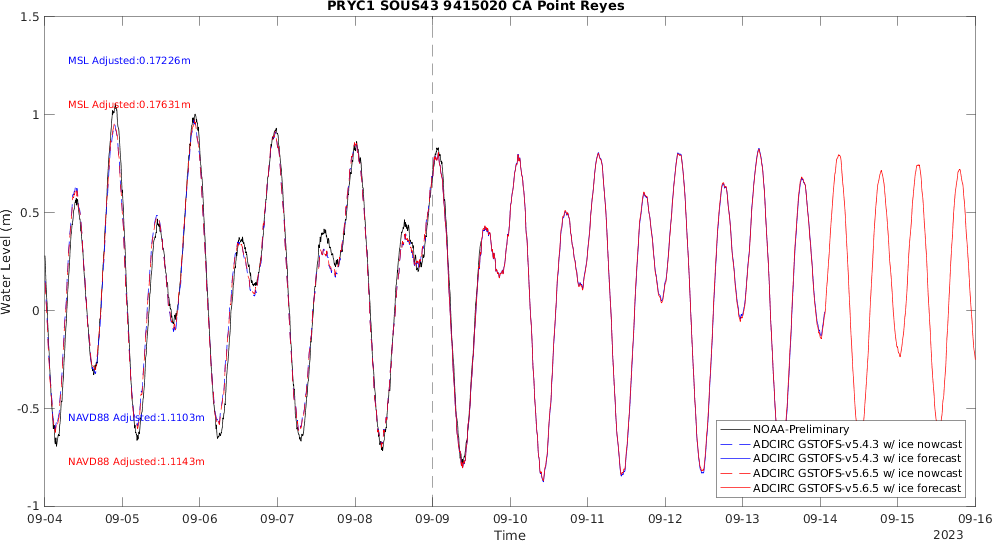 PRYC1 SOUS43 9415020 CA Point Reyes
1.5
MSL Adjusted:0.17226m
MSL Adjusted:0.17631m
1
0.5
Water Level (m)
0
-0.5
NAVD88 Adjusted:1.1103m
NAVD88 Adjusted:1.1143m
-1
NOAA-Preliminary
ADCIRC GSTOFS-v5.4.3 w/ ice nowcast
ADCIRC GSTOFS-v5.4.3 w/ ice forecast
ADCIRC GSTOFS-v5.6.5 w/ ice nowcast
ADCIRC GSTOFS-v5.6.5 w/ ice forecast
09-04 09-05 09-06 09-07 09-08 09-09 09-10 09-11 09-12 09-13 09-14 09-15 09-16
Time
2023